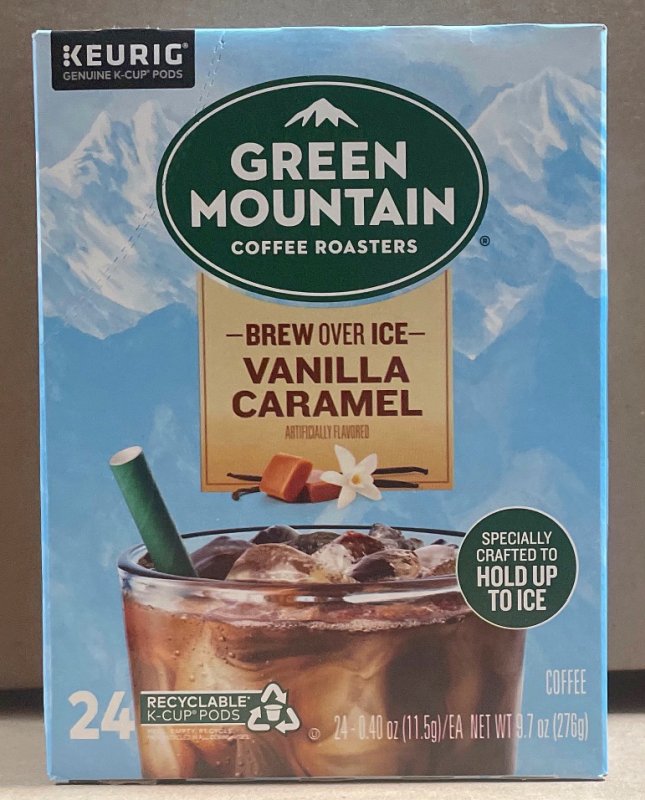 KEURIG®
GENUINE K-CUP® PODS
GREEN
MOUNTAIN
COFFEE ROASTERS
®
BREW OVER ICE
VANILLA
CARAMEL
ARTIFICIALLY FLAVORED
SPECIALLY
CRAFTED TO
HOLD UP
TO ICE
COFFEE
24
RECYCLABLE*
K-CUP® PODS
24 - 0.40 oz (11.5g)/EA NET WT 9.7 oz (276g)